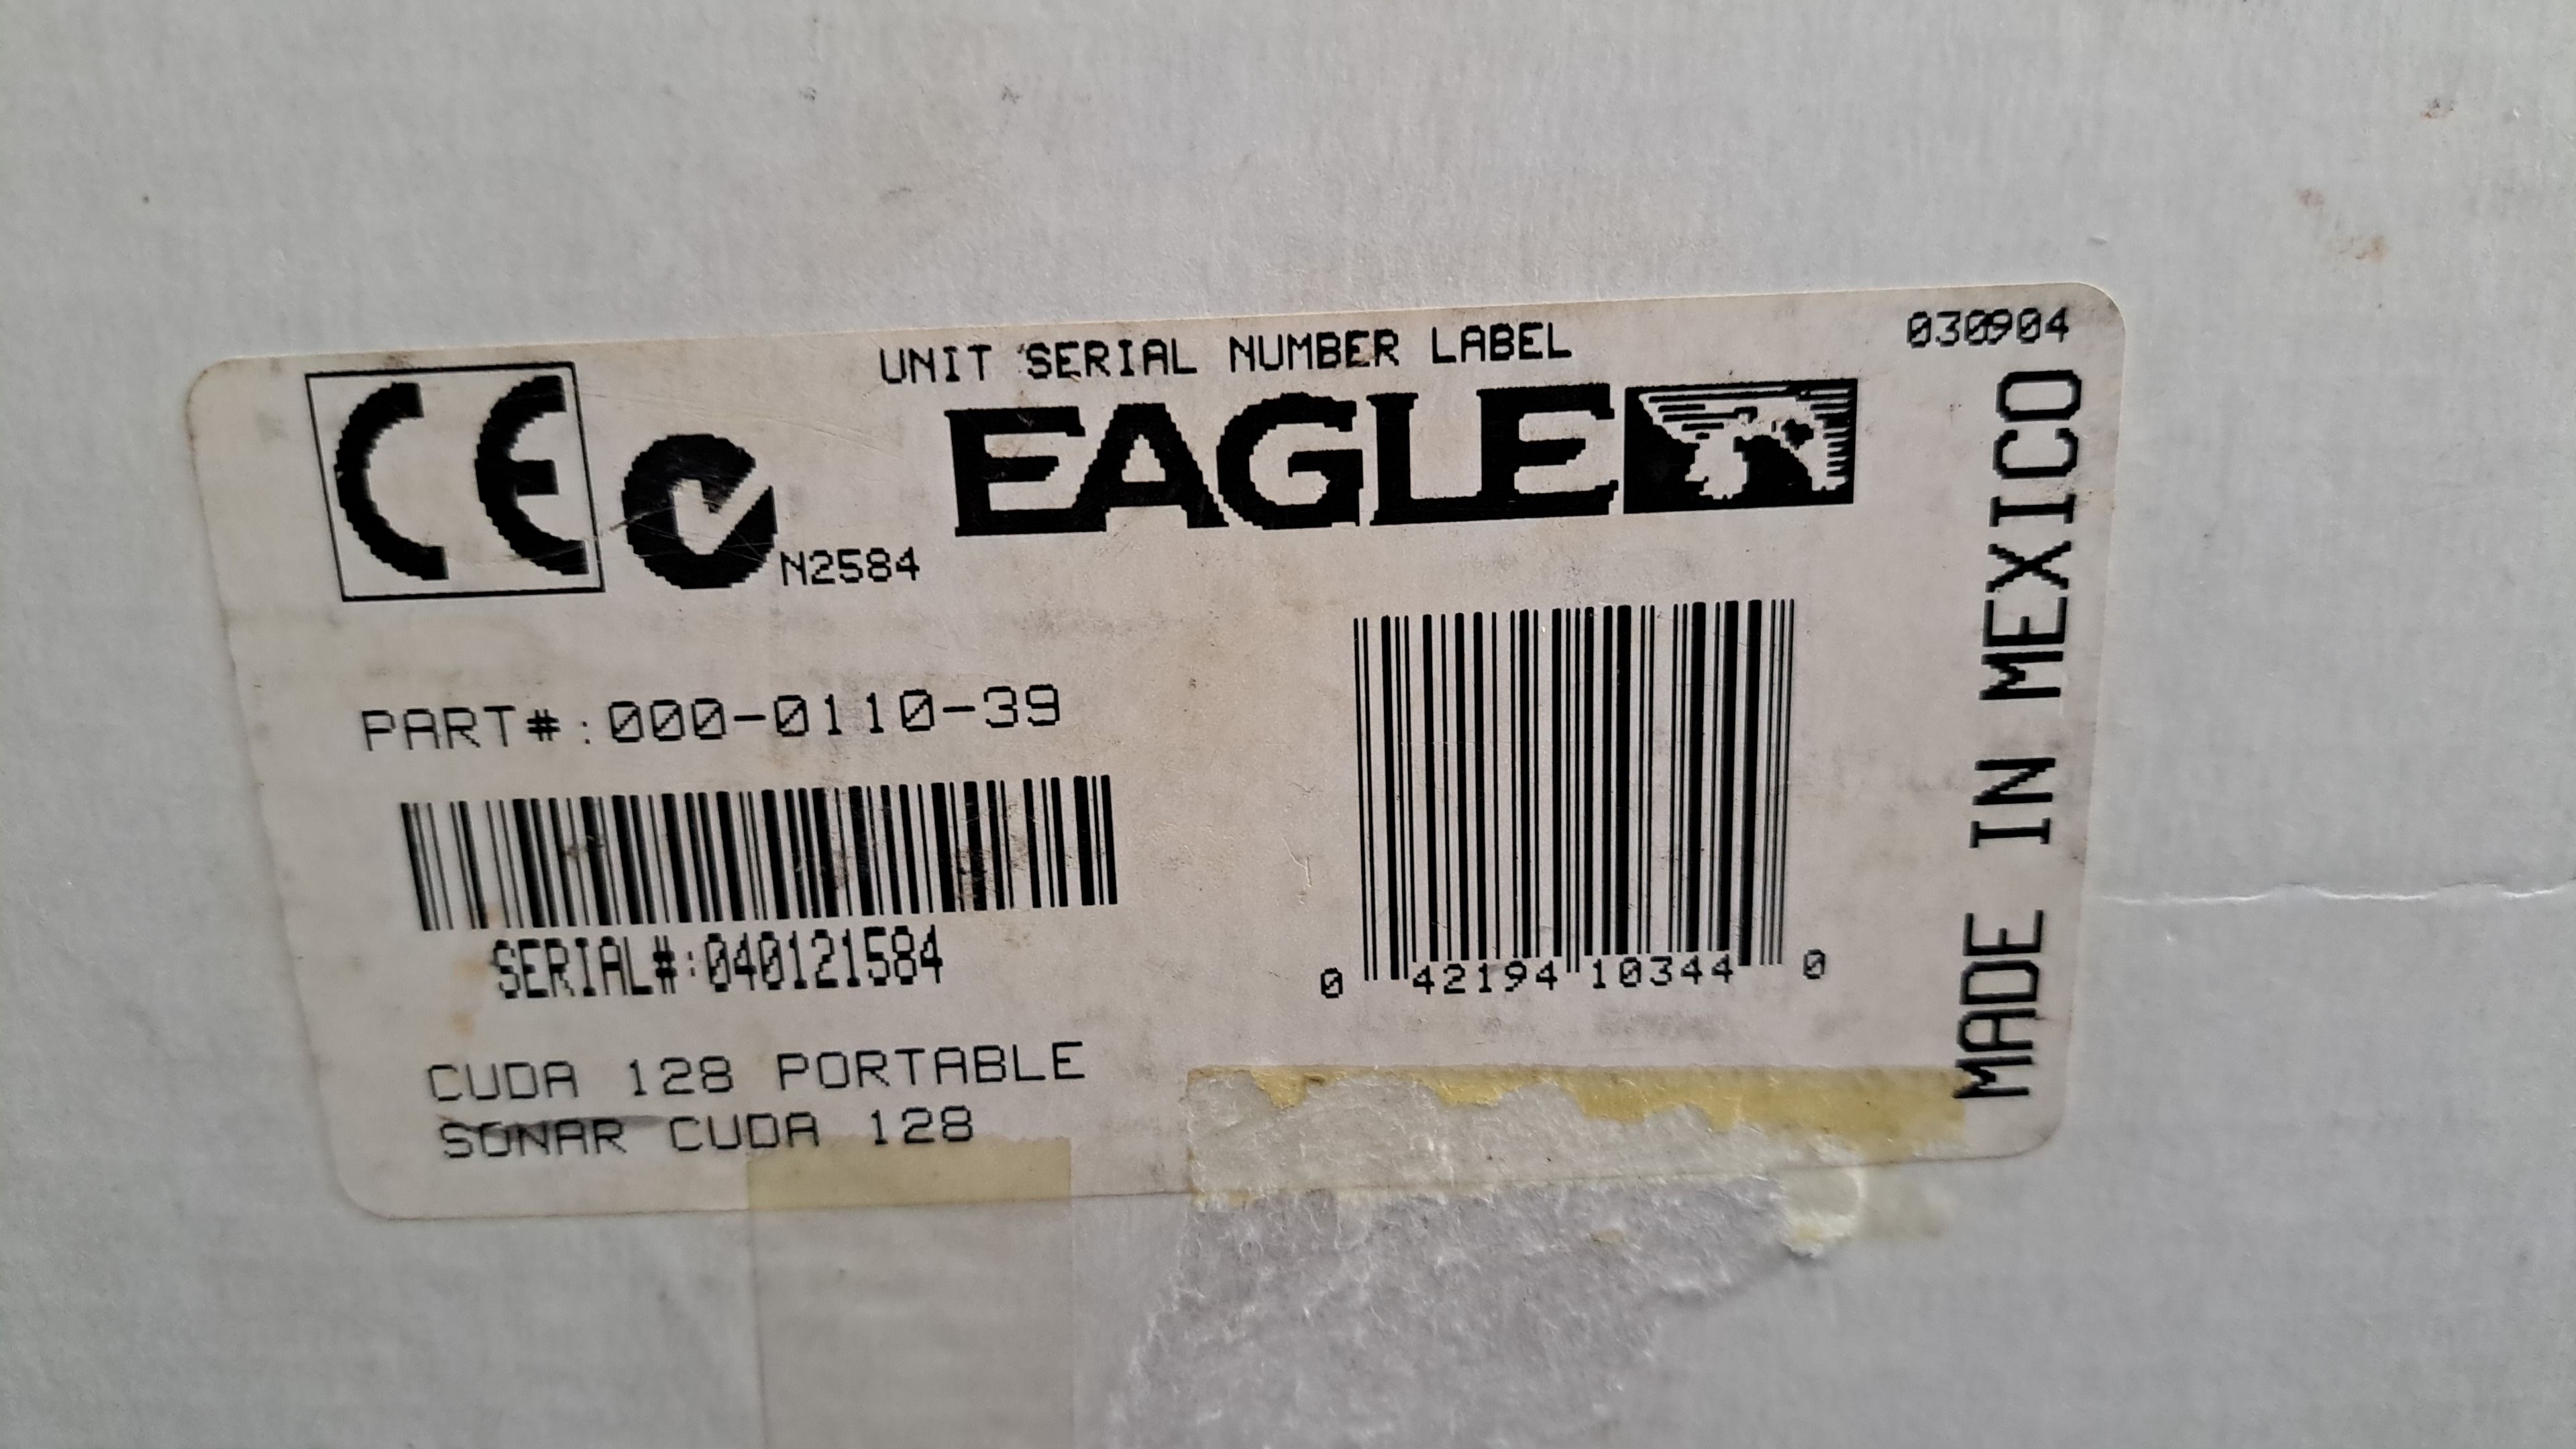 UNIT SERIAL NUMBER LABEL
030904
CE
EAGLE
N2584
PART#:000-0110-39
SERIAL#:040121584
0 42194 10344 0
CUDA 128 PORTABLE
SONAR CUDA 128
MADE IN MEXICO